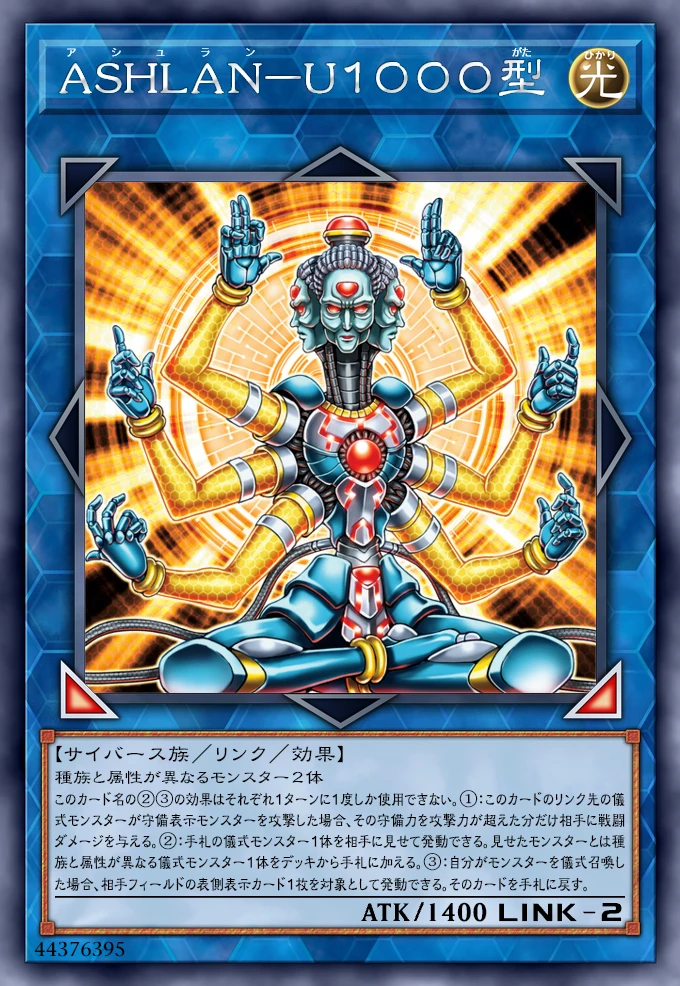 アシュラン がた
ASHLAN－U1000型
ひかり
光
【サイバース族／リンク／効果】
種族と属性が異なるモンスター２体
このカード名の②③の効果はそれぞれ1ターンに1度しか使用できない。①：このカードのリンク先の儀
式モンスターが守備表示モンスターを攻撃した場合、その守備力を攻撃力が超えた分だけ相手に戦闘
ダメージを与える。②：手札の儀式モンスター1体を相手に見せて発動できる。見せたモンスターとは種
族と属性が異なる儀式モンスター1体をデッキから手札に加える。③：自分がモンスターを儀式召喚し
た場合、相手フィールドの表側表示カード1枚を対象として発動できる。そのカードを手札に戻す。
ATK/1400 LINK－2
44376395